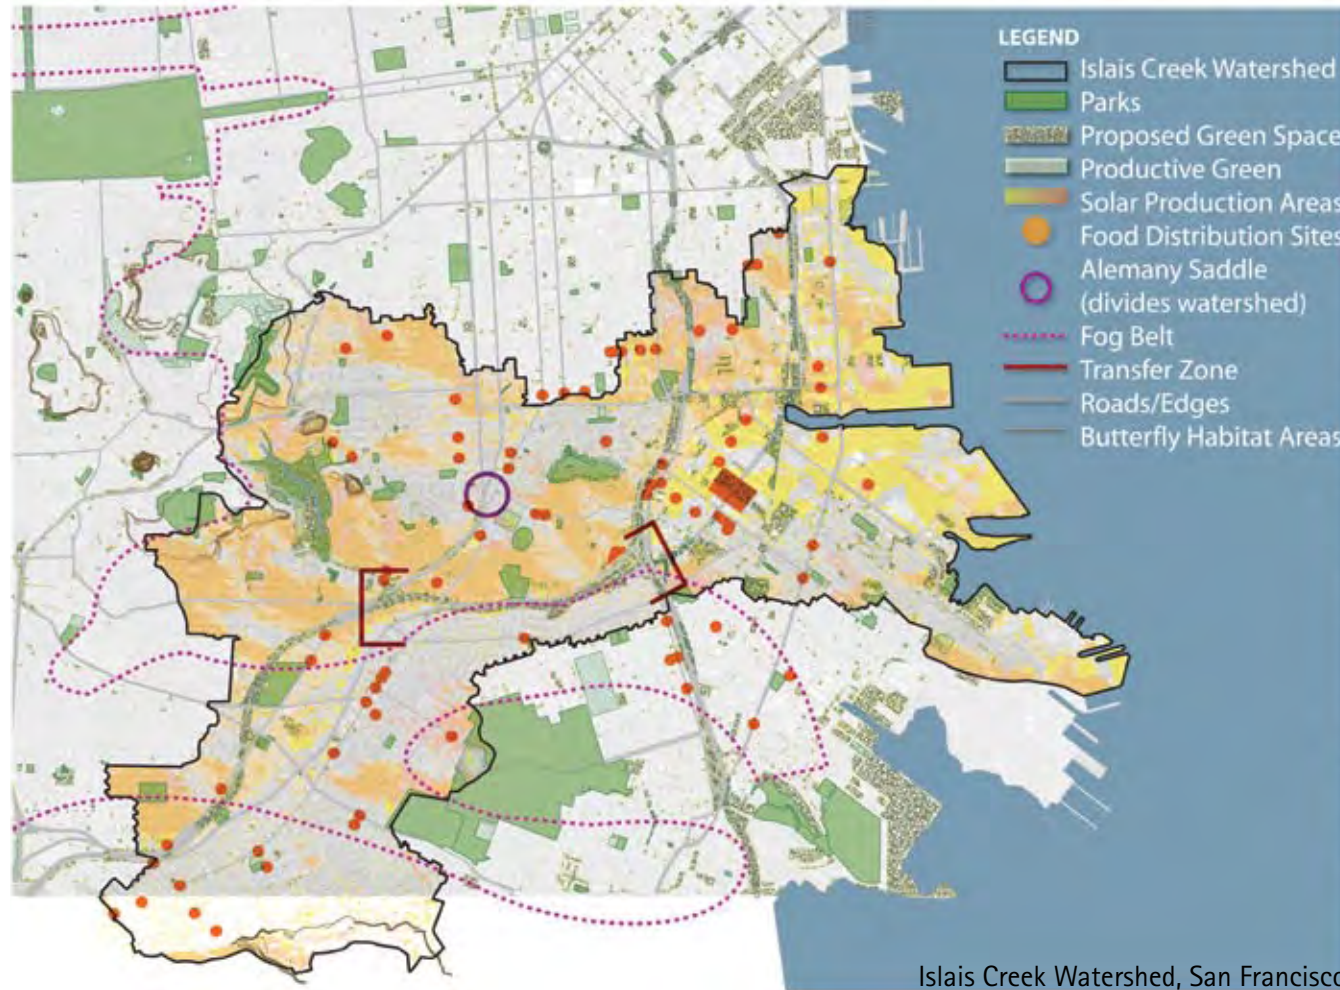 LEGEND
Islais Creek Watershed
Parks
Proposed Green Space
Productive Green
Solar Production Areas
Food Distribution Sites
Alemany Saddle
(divides watershed)
Fog Belt
Transfer Zone
Roads/Edges
Butterfly Habitat Areas
Islais Creek Watershed, San Francisco